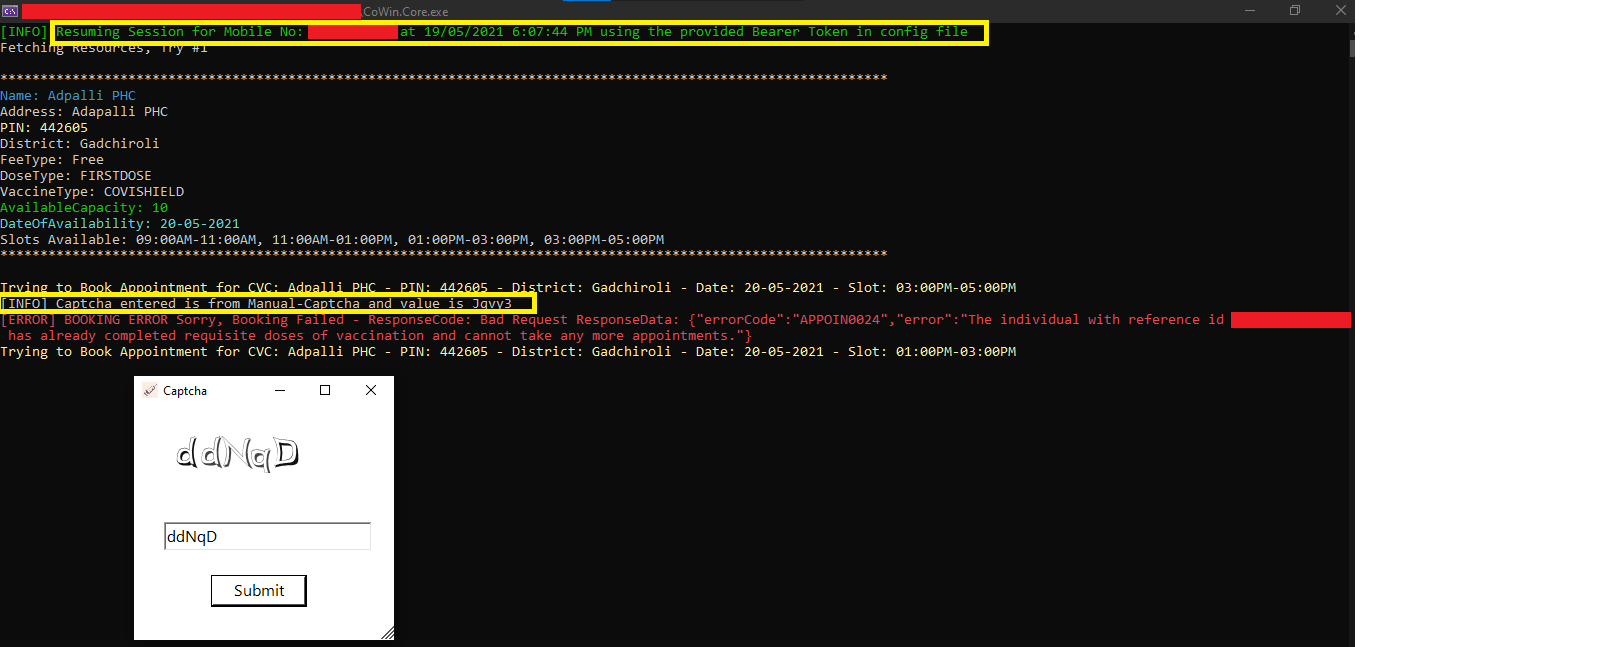 CoWin.Core.exe
[INFO] Resuming Session for Mobile No: at 19/05/2021 6:07:44 PM using the provided Bearer Token in config file
Fetching Resources, Try #1
***************************************************************************************************************
Name: Adpalli PHC
Address: Adapalli PHC
PIN: 442605
District: Gadchiroli
FeeType: Free
DoseType: FIRSTDOSE
VaccineType: COVISHIELD
AvailableCapacity: 10
DateOfAvailability: 20-05-2021
Slots Available: 09:00AM-11:00AM, 11:00AM-01:00PM, 01:00PM-03:00PM, 03:00PM-05:00PM
***************************************************************************************************************
Trying to Book Appointment for CVC: Adpalli PHC - PIN: 442605 - District: Gadchiroli - Date: 20-05-2021 - Slot: 03:00PM-05:00PM
[INFO] Captcha entered is from Manual-Captcha and value is Jqvy3
[ERROR] BOOKING ERROR Sorry, Booking Failed - ResponseCode: Bad Request ResponseData: {"errorCode":"APPOIN0024","error":"The individual with reference id
has already completed requisite doses of vaccination and cannot take any more appointments."}
Trying to Book Appointment for CVC: Adpalli PHC - PIN: 442605 - District: Gadchiroli - Date: 20-05-2021 - Slot: 01:00PM-03:00PM
Captcha
ddNqD
ddNqD
Submit